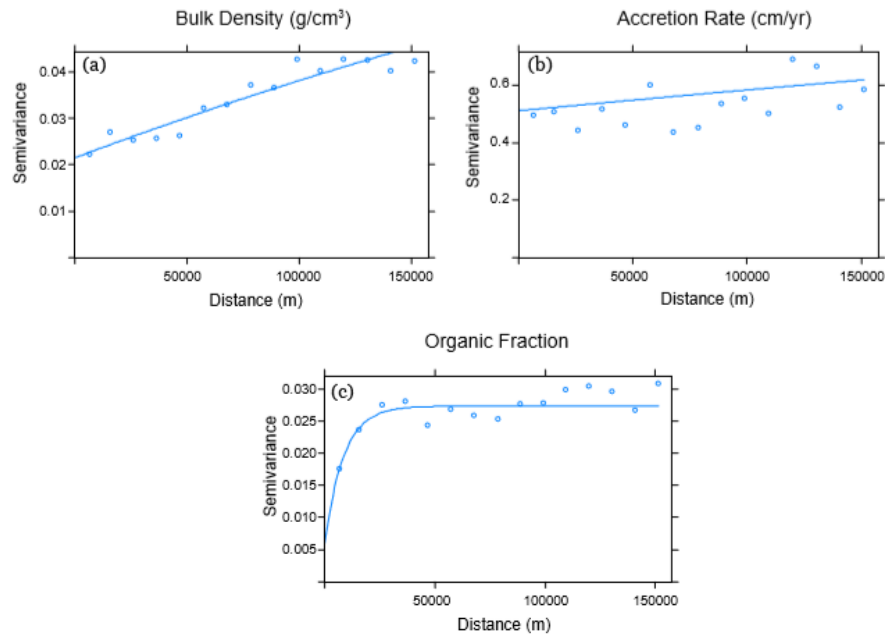 Bulk Density (g/cm³)
(a)
0.04
0.03
0.02
0.01
Semivariance
50000
100000
150000
Distance (m)
Accretion Rate (cm/yr)
(b)
0.6
0.4
0.2
Semivariance
50000
100000
150000
Distance (m)
Organic Fraction
(c)
0.030
0.025
0.020
0.015
0.010
0.005
Semivariance
50000
100000
150000
Distance (m)